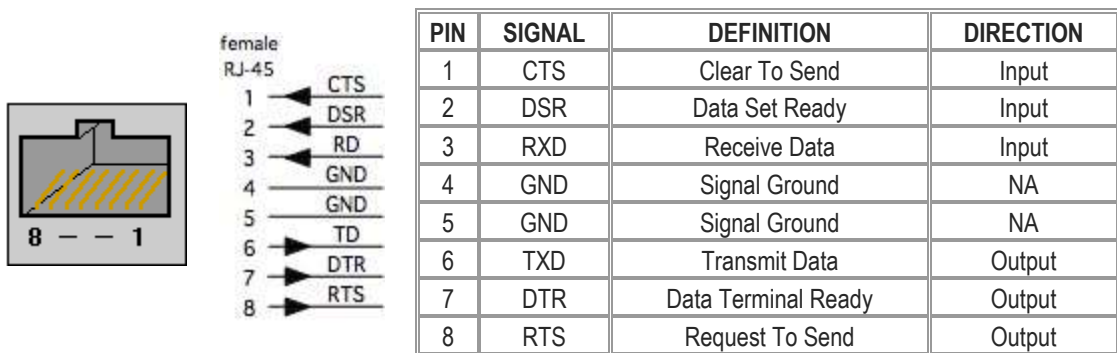 8 – – 1
female
RJ-45
1 CTS
2 DSR
3 RD
4 GND
5 GND
6 TD
7 DTR
8 RTS
PIN SIGNAL DEFINITION DIRECTION
1 CTS Clear To Send Input
2 DSR Data Set Ready Input
3 RXD Receive Data Input
4 GND Signal Ground NA
5 GND Signal Ground NA
6 TXD Transmit Data Output
7 DTR Data Terminal Ready Output
8 RTS Request To Send Output